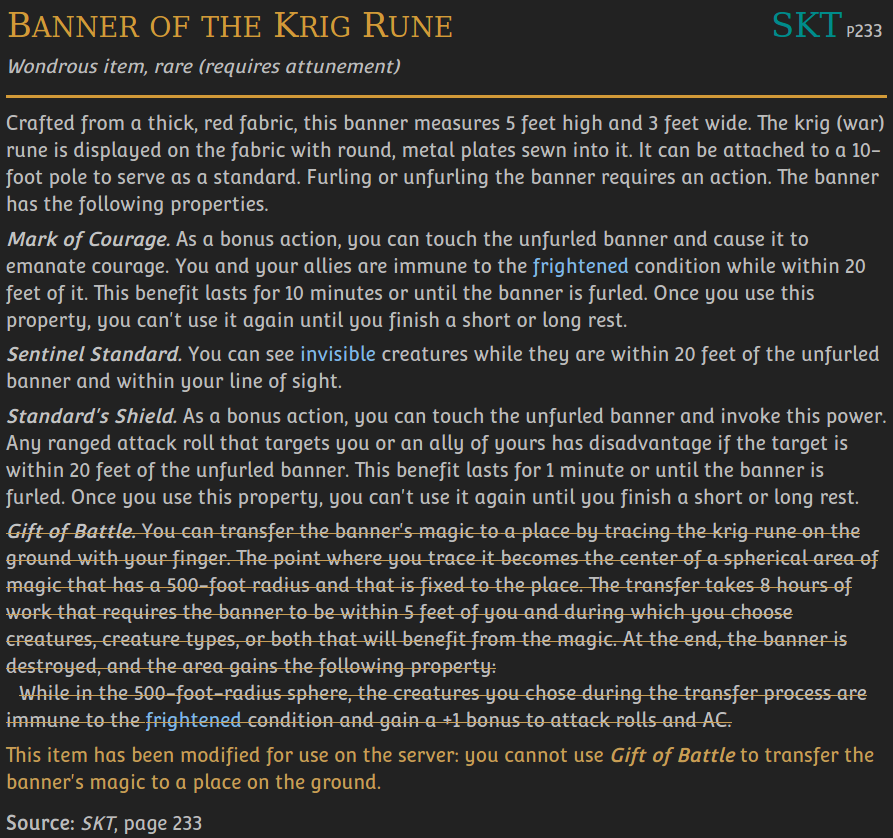 BANNER OF THE KRIG RUNE SKT P233
Wondrous item, rare (requires attunement)
Crafted from a thick, red fabric, this banner measures 5 feet high and 3 feet wide. The krig (war)
rune is displayed on the fabric with round, metal plates sewn into it. It can be attached to a 10-
foot pole to serve as a standard. Furling or unfurling the banner requires an action. The banner
has the following properties.
Mark of Courage. As a bonus action, you can touch the unfurled banner and cause it to
emanate courage. You and your allies are immune to the frightened condition while within 20
feet of it. This benefit lasts for 10 minutes or until the banner is furled. Once you use this
property, you can't use it again until you finish a short or long rest.
Sentinel Standard. You can see invisible creatures while they are within 20 feet of the unfurled
banner and within your line of sight.
Standard's Shield. As a bonus action, you can touch the unfurled banner and invoke this power.
Any ranged attack roll that targets you or an ally of yours has disadvantage if the target is
within 20 feet of the unfurled banner. This benefit lasts for 1 minute or until the banner is
furled. Once you use this property, you can't use it again until you finish a short or long rest.
Gift of Battle. You can transfer the banner's magic to a place by tracing the krig rune on the
ground with your finger. The point where you trace it becomes the center of a spherical area of
magic that has a 500-foot radius and that is fixed to the place. The transfer takes 8 hours of
work that requires the banner to be within 5 feet of you and during which you choose
creatures, creature types, or both that will benefit from the magic. At the end, the banner is
destroyed, and the area gains the following property:
While in the 500-foot-radius sphere, the creatures you chose during the transfer process are
immune to the frightened condition and gain a +1 bonus to attack rolls and AC.
This item has been modified for use on the server: you cannot use Gift of Battle to transfer the
banner's magic to a place on the ground.
Source: SKT, page 233